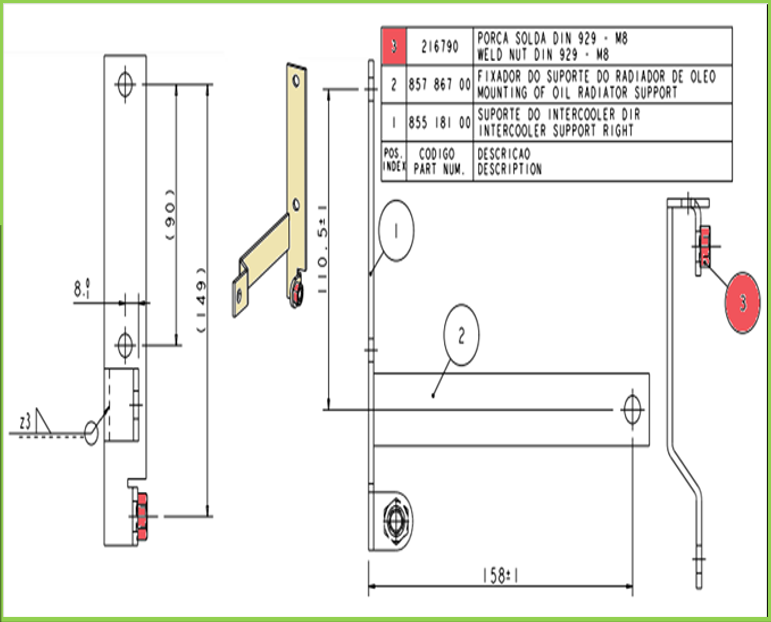 3 216790 PORCA SOLDA DIN 929 - M8
WELD NUT DIN 929 - M8
2 857 867 00 FIXADOR DO SUPORTE DO RADIADOR DE OLEO
MOUNTING OF OIL RADIATOR SUPPORT
1 855 181 00 SUPORTE DO INTERCOOLER DIR
INTERCOOLER SUPPORT RIGHT
POS. CODIGO DESCRICAO
INDEX PART NUM. DESCRIPTION
(90)
(149)
110.5±1
1
2
3
8 0 -1
z3
158±1